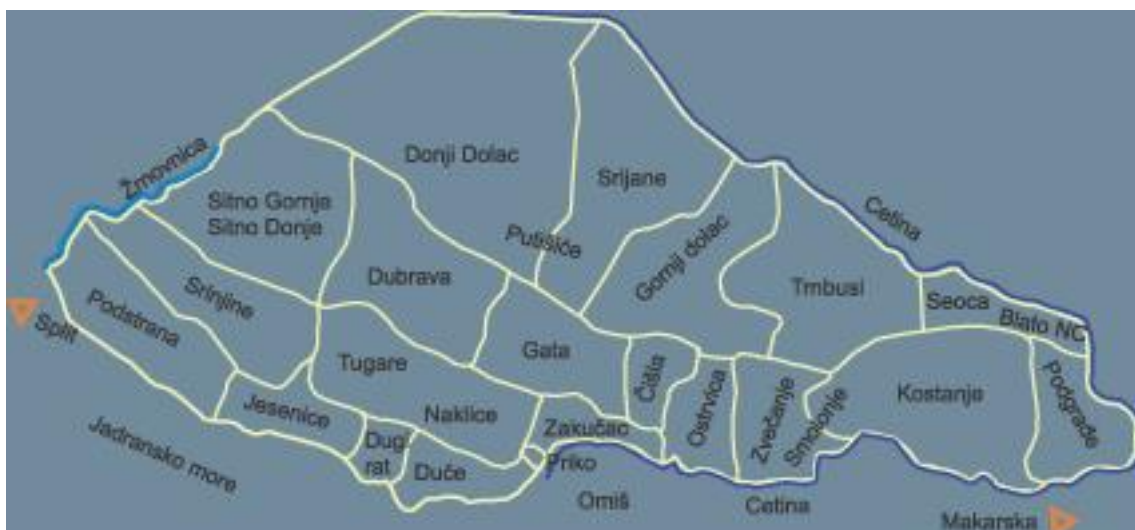 Žrnovnica
Donji Dolac
Srijane
Sitno Gornje
Sitno Donje
Cetina
Putišiće
Gornji dolac
Dubrava
Trnbusi
Srinjine
Seoca
Blato NC
Podstrana
Split
Gata
Tugare
Čišla
Kostanje
Podgrađe
Ostrvica
Zvečanje
Smolonje
Jesenice
Naklice
Zakučac
Dugi
rat
Duće
Priko
Jadransko more
Omiš
Cetina
Makarska